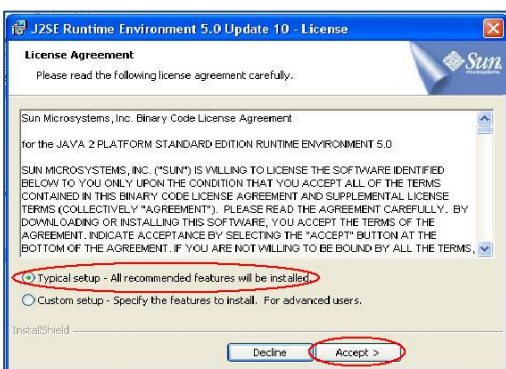 J2SE Runtime Environment 5.0 Update 10 - License
License Agreement
Please read the following license agreement carefully.
Sun
microsystems
Sun Microsystems, Inc. Binary Code License Agreement
for the JAVA 2 PLATFORM STANDARD EDITION RUNTIME ENVIRONMENT 5.0
SUN MICROSYSTEMS, INC. ("SUN") IS WILLING TO LICENSE THE SOFTWARE IDENTIFIED
BELOW TO YOU ONLY UPON THE CONDITION THAT YOU ACCEPT ALL OF THE TERMS
CONTAINED IN THIS BINARY CODE LICENSE AGREEMENT AND SUPPLEMENTAL LICENSE
TERMS (COLLECTIVELY "AGREEMENT"). PLEASE READ THE AGREEMENT CAREFULLY. BY
DOWNLOADING OR INSTALLING THIS SOFTWARE, YOU ACCEPT THE TERMS OF THE
AGREEMENT. INDICATE ACCEPTANCE BY SELECTING THE "ACCEPT" BUTTON AT THE
BOTTOM OF THE AGREEMENT. IF YOU ARE NOT WILLING TO BE BOUND BY ALL THE TERMS,
Typical setup - All recommended features will be installed.
Custom setup - Specify the features to install. For advanced users.
InstallShield
Decline
Accept >